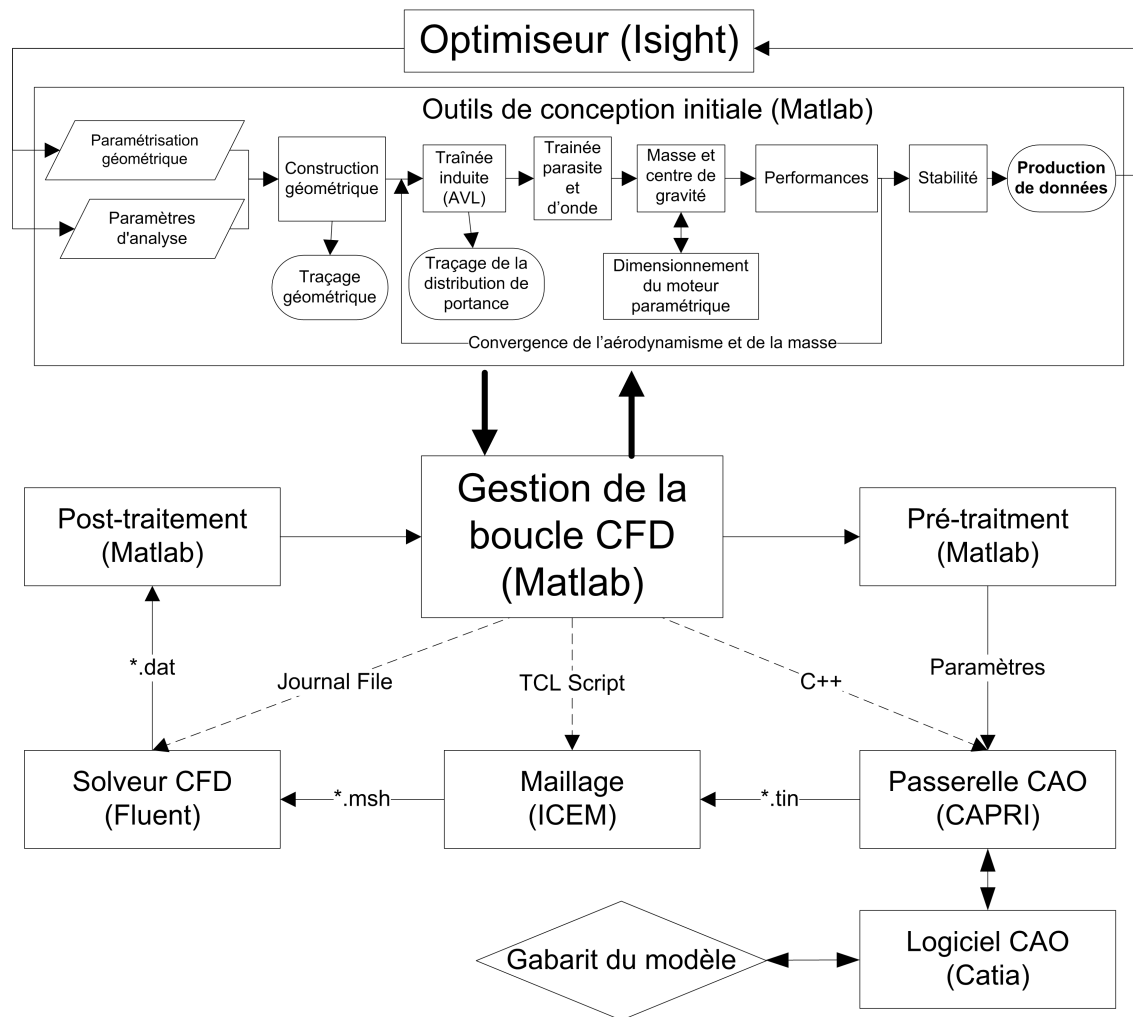 Optimiseur (Isight)
Outils de conception initiale (Matlab)
Paramétrisation
géométrique
Paramètres
d'analyse
Construction
géométrique
Traînée
induite
(AVL)
Trainée
parasite
et
d’onde
Masse et
centre de
gravité
Performances
Stabilité
Production
de données
Traçage
géométrique
Traçage de la
distribution de
portance
Dimensionnement
du moteur
paramétrique
Convergence de l’aérodynamisme et de la masse
Post-traitement
(Matlab)
Gestion de la
boucle CFD
(Matlab)
Pré-traitment
(Matlab)
*.dat
Journal File
TCL Script
C++
Paramètres
Solveur CFD
(Fluent)
*.msh
Maillage
(ICEM)
*.tin
Passerelle CAO
(CAPRI)
Gabarit du modèle
Logiciel CAO
(Catia)